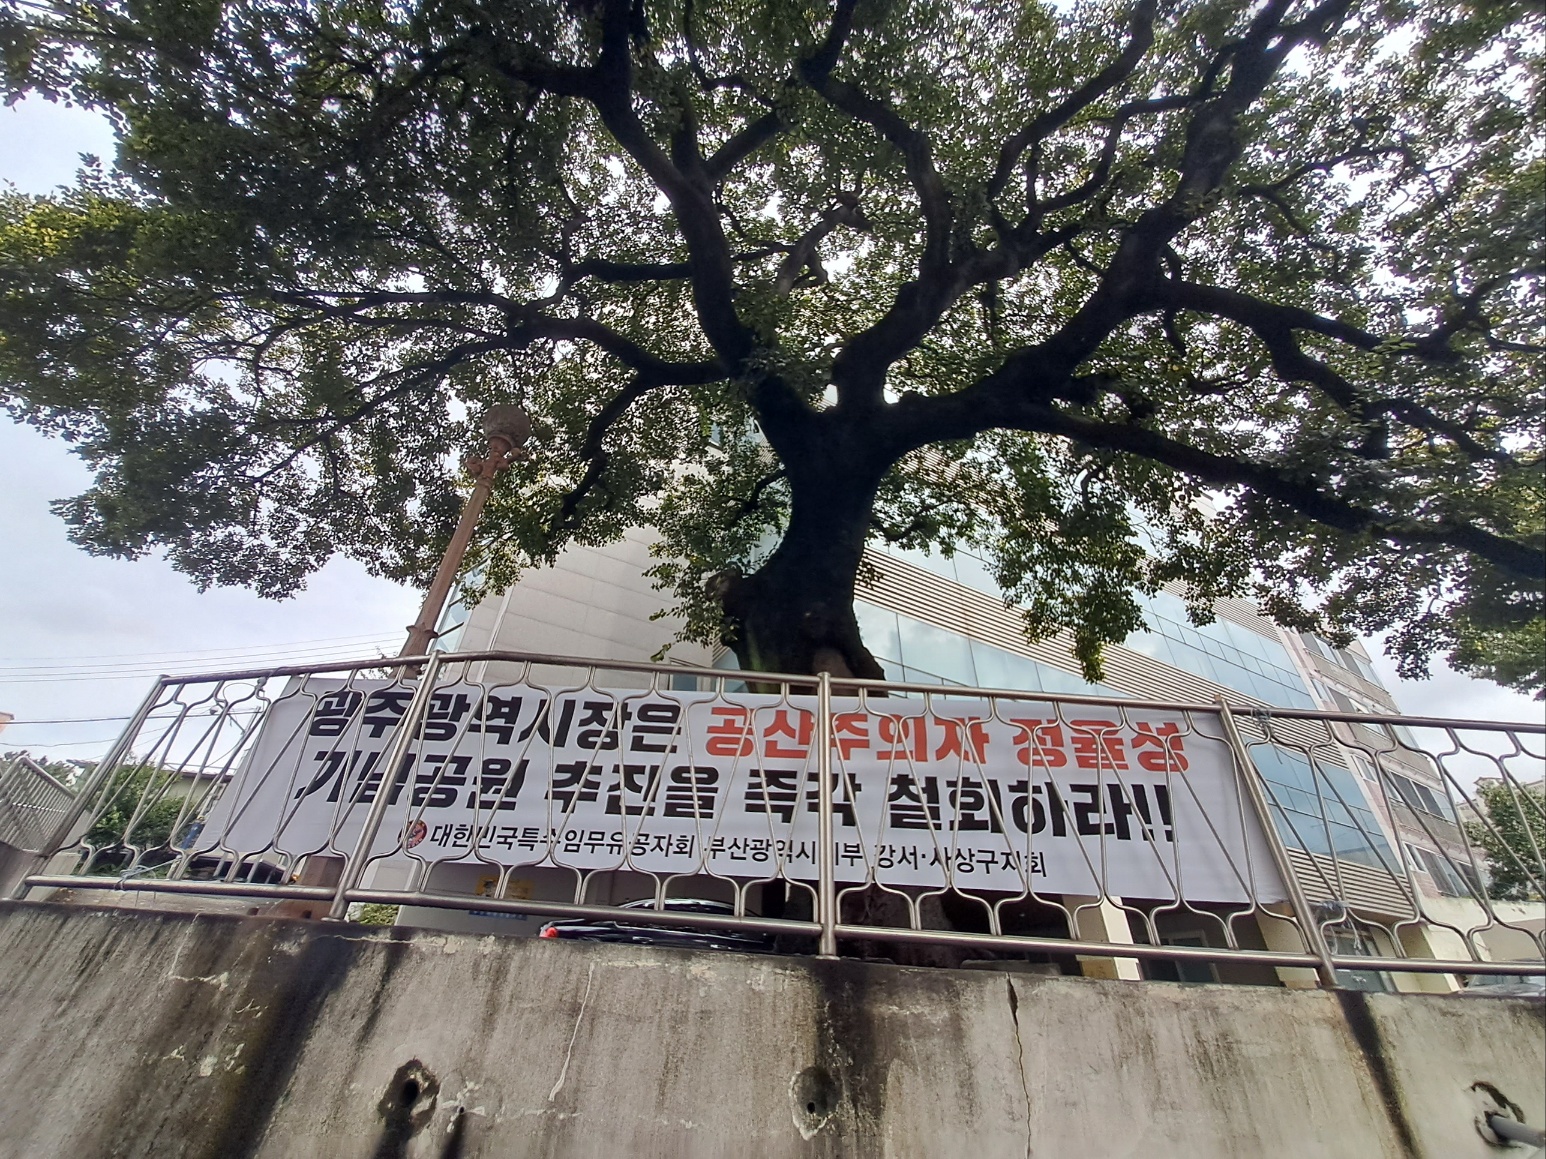 광주광역시장은 공산주의자 정율성
기념공원 추진을 즉각 철회하라!!
대한민국특수임무유공자회 부산광역시지부 강서·사상구지회